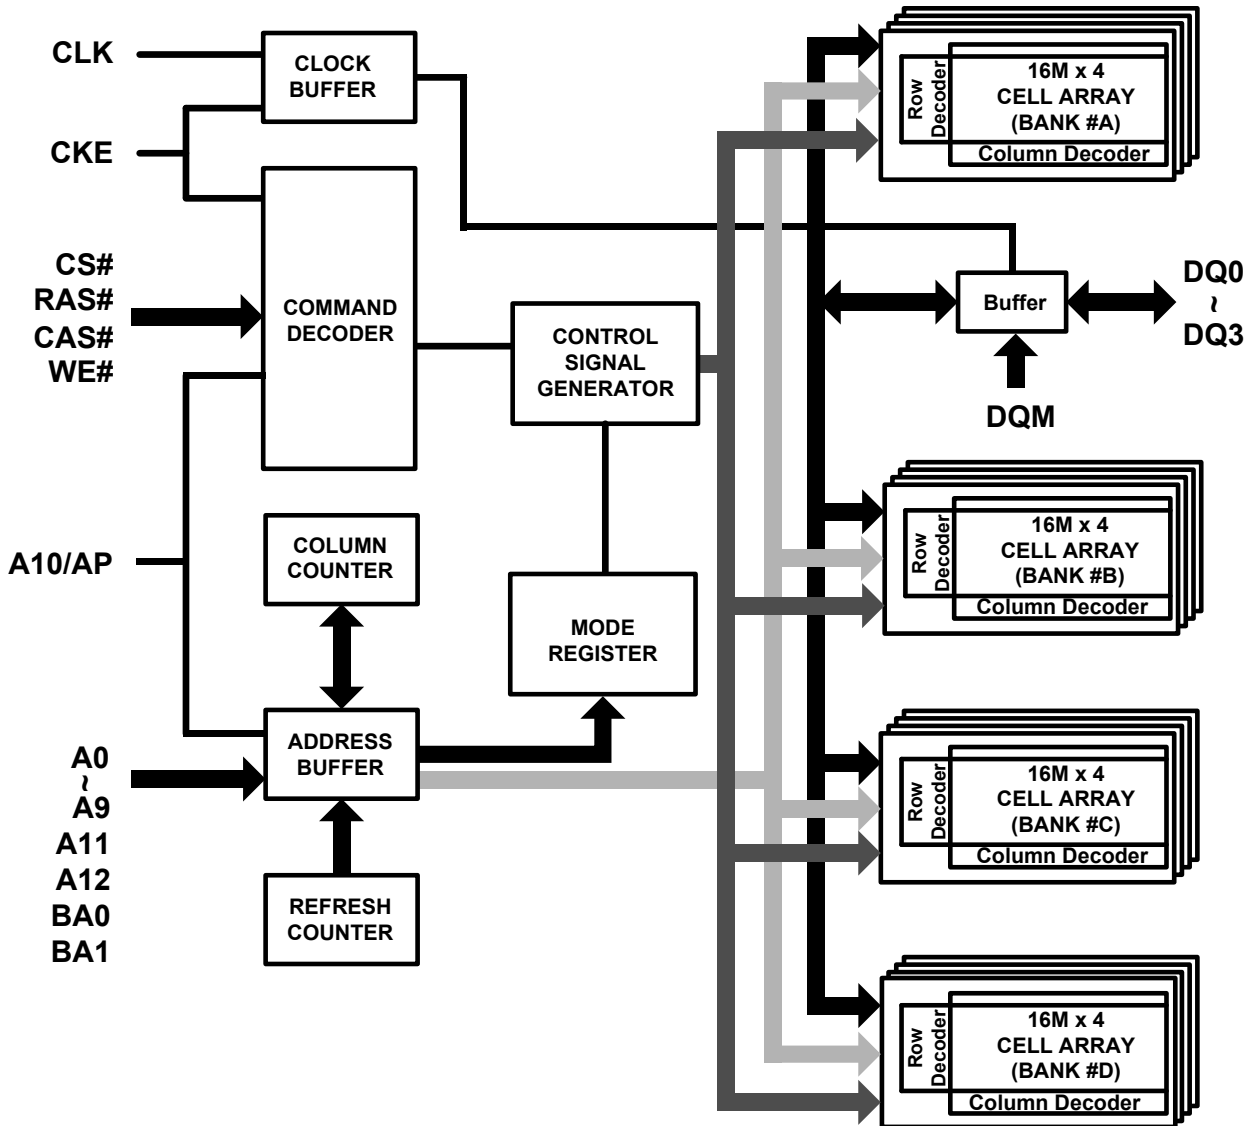 CLK
CKE
CS#
RAS#
CAS#
WE#
A10/AP
A0
~
A9
A11
A12
BA0
BA1
CLOCK
BUFFER
COMMAND
DECODER
COLUMN
COUNTER
ADDRESS
BUFFER
REFRESH
COUNTER
CONTROL
SIGNAL
GENERATOR
MODE
REGISTER
Row
Decoder
16M x 4
CELL ARRAY
(BANK #A)
Column Decoder
Buffer
DQ0
~
DQ3
DQM
Row
Decoder
16M x 4
CELL ARRAY
(BANK #B)
Column Decoder
Row
Decoder
16M x 4
CELL ARRAY
(BANK #C)
Column Decoder
Row
Decoder
16M x 4
CELL ARRAY
(BANK #D)
Column Decoder